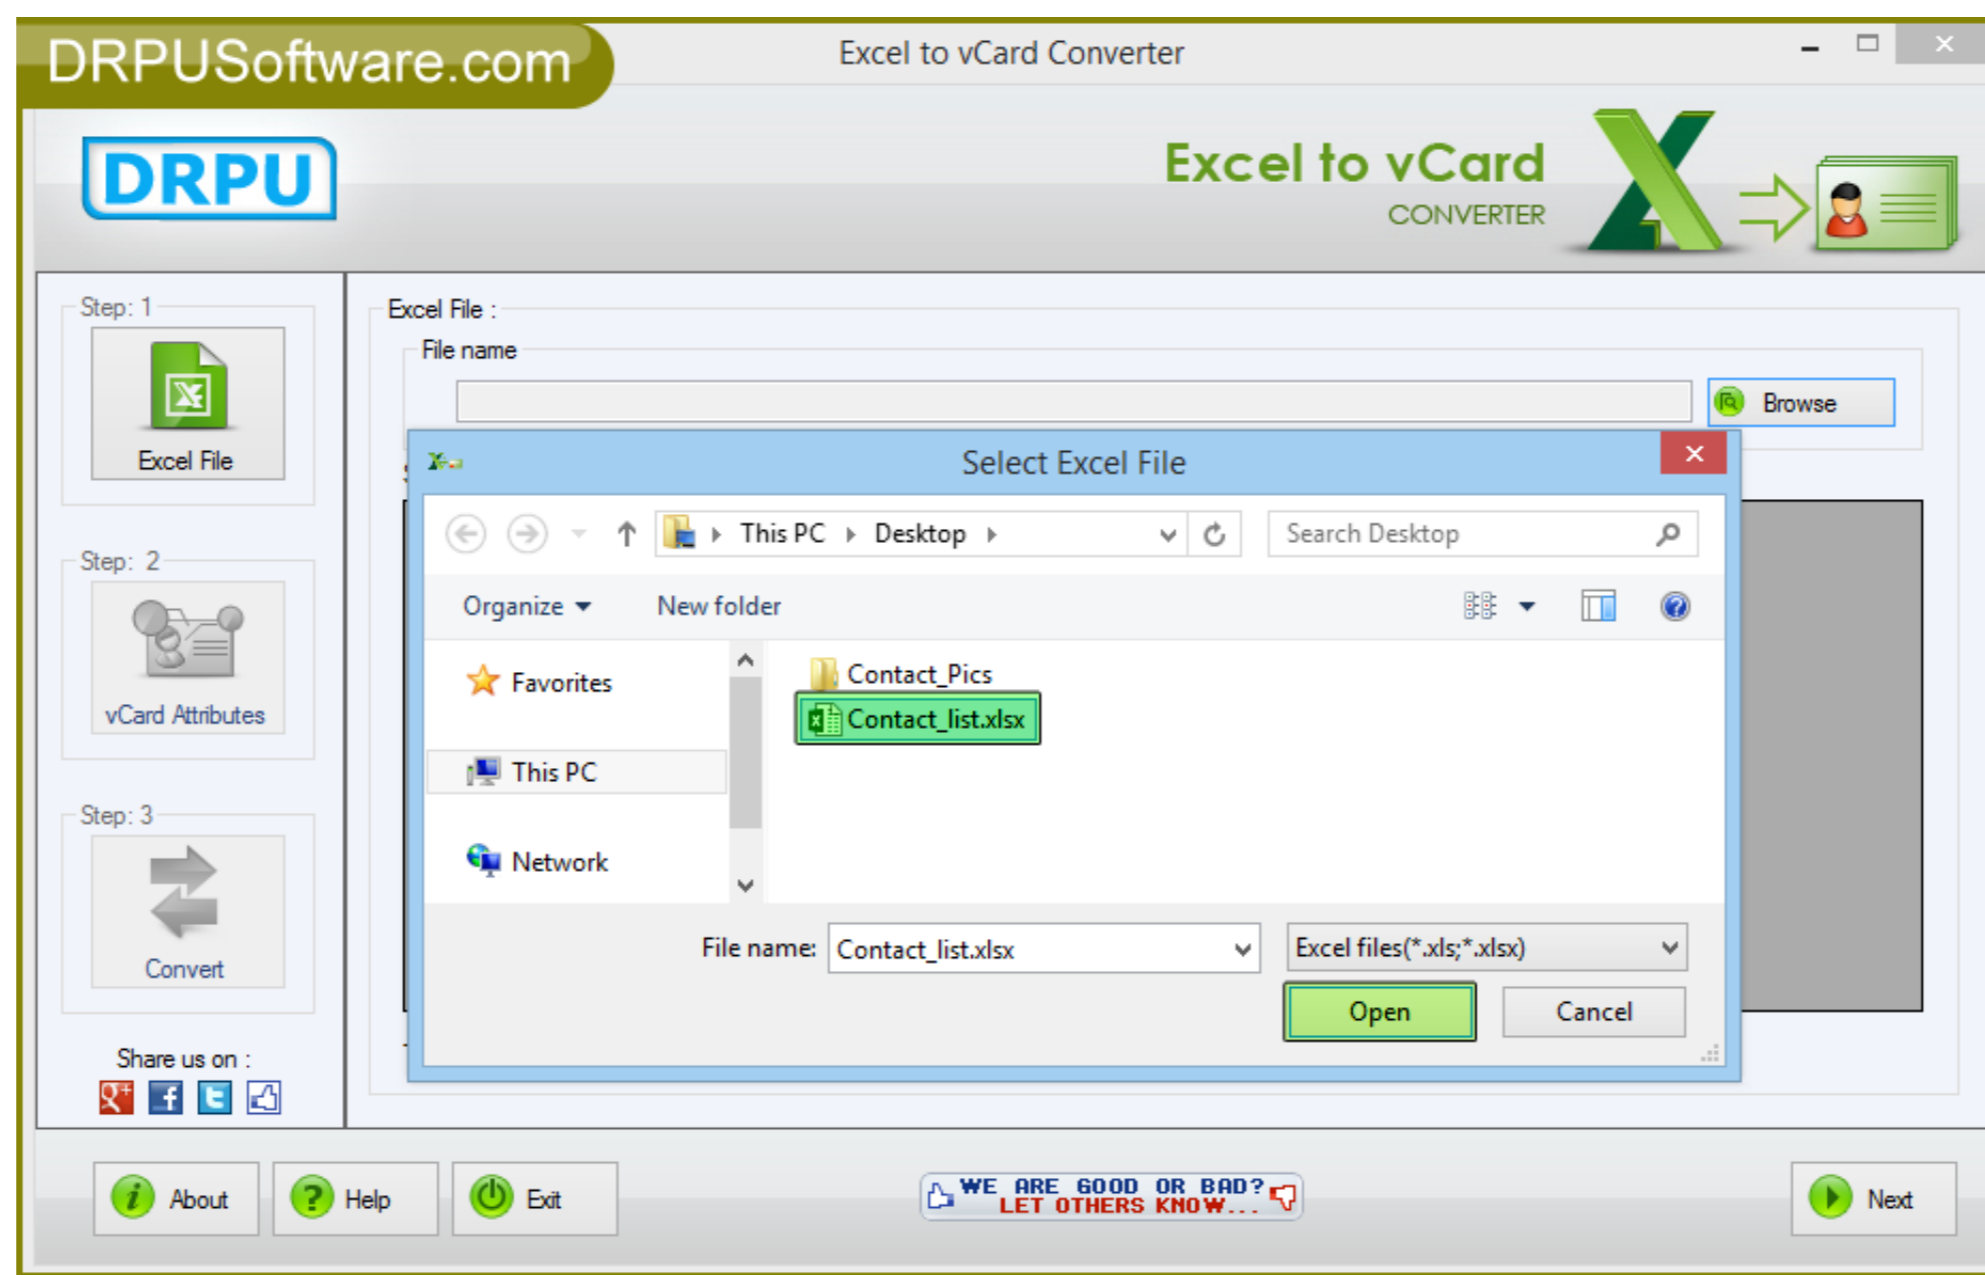 DRPUSoftware.com
Excel to vCard Converter
DRPU
Excel to vCard
CONVERTER
Step: 1
Excel File
Step: 2
vCard Attributes
Step: 3
Convert
Share us on :
Excel File :
File name
Browse
Select Excel File
This PC
Desktop
Search Desktop
Organize
New folder
Favorites
This PC
Network
Contact_Pics
Contact_list.xlsx
File name:
Contact_list.xlsx
Excel files(*.xls;*.xlsx)
Open
Cancel
About
Help
Exit
WE ARE GOOD OR BAD?
LET OTHERS KNOW...
Next